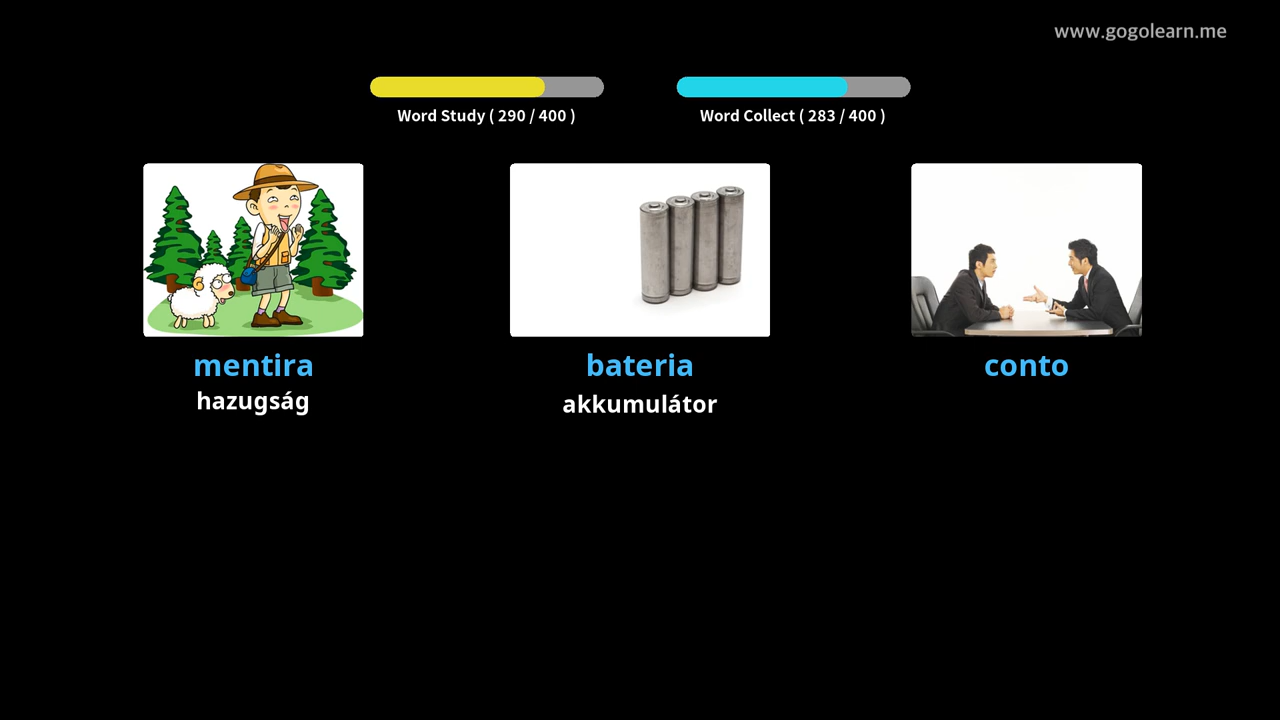 www.gogolearn.me
Word Study ( 290 / 400 )
Word Collect ( 283 / 400 )
mentira
hazugság
bateria
akkumulátor
conto